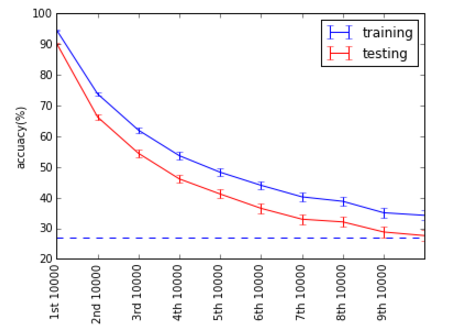 100
90
80
70
60
50
40
30
20
accuacy(%)
training
testing
1st 10000
2nd 10000
3rd 10000
4th 10000
5th 10000
6th 10000
7th 10000
8th 10000
9th 10000